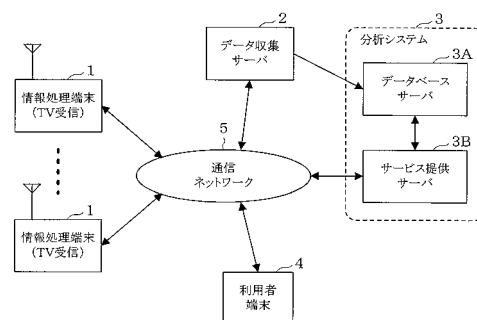 2
データ収集
サーバ
3
分析システム
3A
データベース
サーバ
3B
サービス提供
サーバ
1
情報処理端末
(TV受信)
5
通信
ネットワーク
1
情報処理端末
(TV受信)
4
利用者
端末